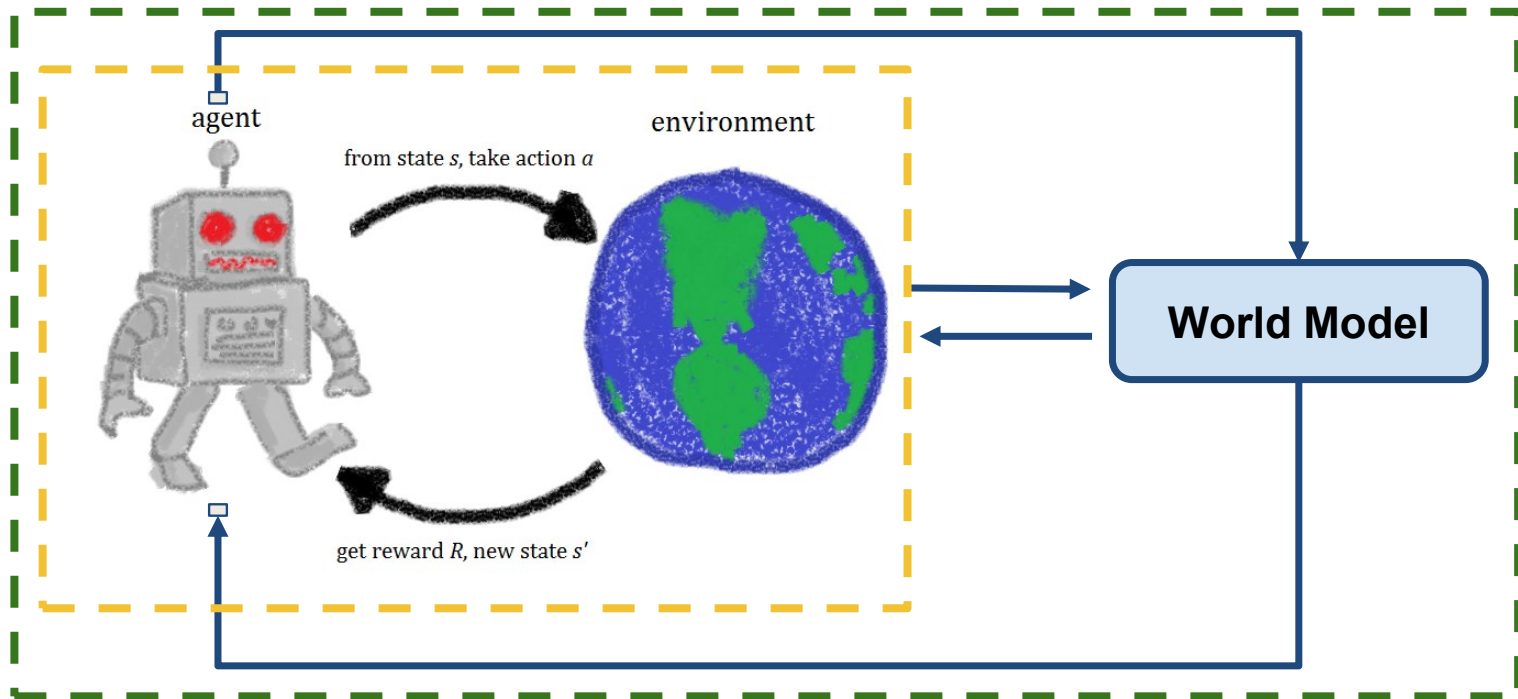 agent
environment
from state s, take action a
World Model
get reward R, new state s′